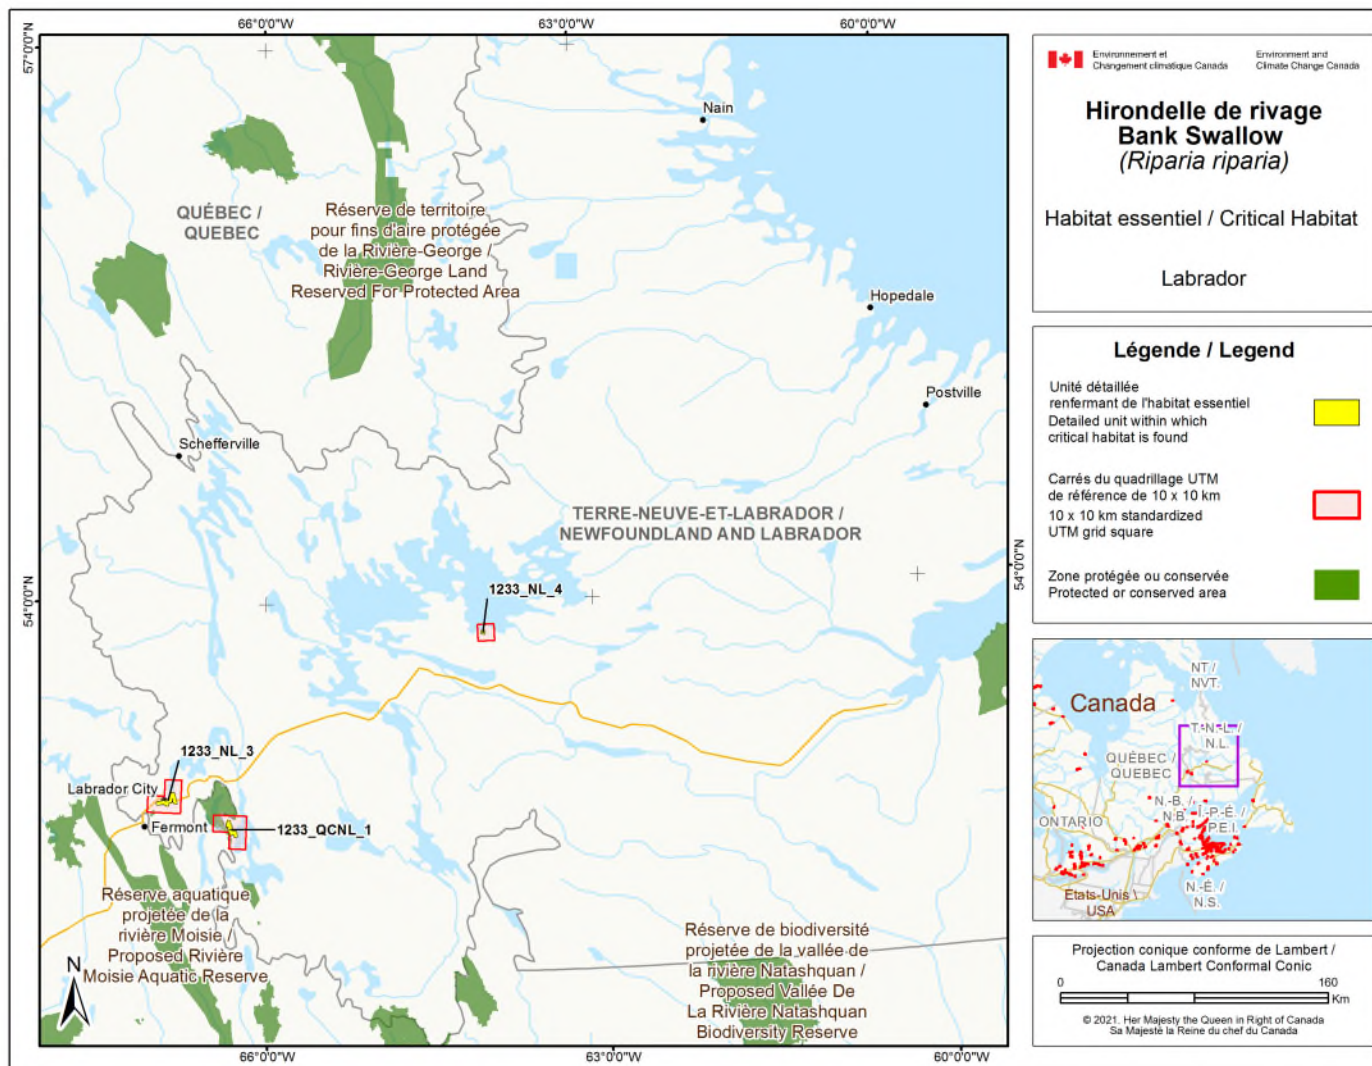 66°0'0"W
63°0'0"W
60°0'0"W
57°0'0"N
54°0'0"N
54°0'0"N
66°0'0"W
63°0'0"W
60°0'0"W
Nain
QUÉBEC /
QUEBEC
Réserve de territoire
pour fins d'aire protégée
de la Rivière-George /
Rivière-George Land
Reserved For Protected Area
Hopedale
Postville
Schefferville
TERRE-NEUVE-ET-LABRADOR /
NEWFOUNDLAND AND LABRADOR
1233_NL_4
1233_NL_3
Labrador City
Fermont
1233_QCNL_1
Réserve aquatique
projetée de la
rivière Moisie /
Proposed Rivière
Moisie Aquatic Reserve
Réserve de biodiversité
projetée de la vallée de
la rivière Natashquan /
Proposed Vallée De
La Rivière Natashquan
Biodiversity Reserve
N
Environnement et
Changement climatique Canada
Environment and
Climate Change Canada
Hirondelle de rivage
Bank Swallow
(Riparia riparia)
Habitat essentiel / Critical Habitat
Labrador
Légende / Legend
Unité détaillée
renfermant de l'habitat essentiel
Detailed unit within which
critical habitat is found
Carrés du quadrillage UTM
de référence de 10 x 10 km
10 x 10 km standardized
UTM grid square
Zone protégée ou conservée
Protected or conserved area
NT /
NVT.
Canada
T.-N.-L. /
N.L.
QUÉBEC /
QUEBEC
N.-B. /
N.B.
Î.-P.-É. /
P.E.I.
ONTARIO
N.-É. /
N.S.
Etats-Unis \
USA
Projection conique conforme de Lambert /
Canada Lambert Conformal Conic
0
160
Km
© 2021. Her Majesty the Queen in Right of Canada
Sa Majesté la Reine du chef du Canada